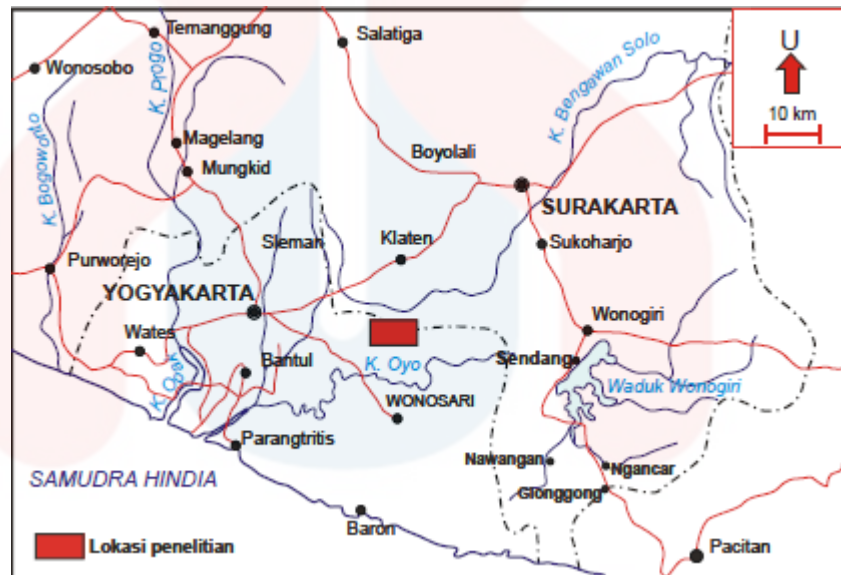 Temanggung
Salatiga
U
Wonosobo
K. Progo
K. Bengawan Solo
10 km
Magelang
Boyolali
Mungkid
K. Bogowonto
SURAKARTA
Sleman
Klaten
Sukoharjo
Purworejo
YOGYAKARTA
Wates
Wonogiri
K. Opak
Bantul
K. Oyo
Sendang
Waduk Wonogiri
WONOSARI
Parangtritis
Nawangan
Ngancar
SAMUDRA HINDIA
Glonggong
Baron
Lokasi penelitian
Pacitan